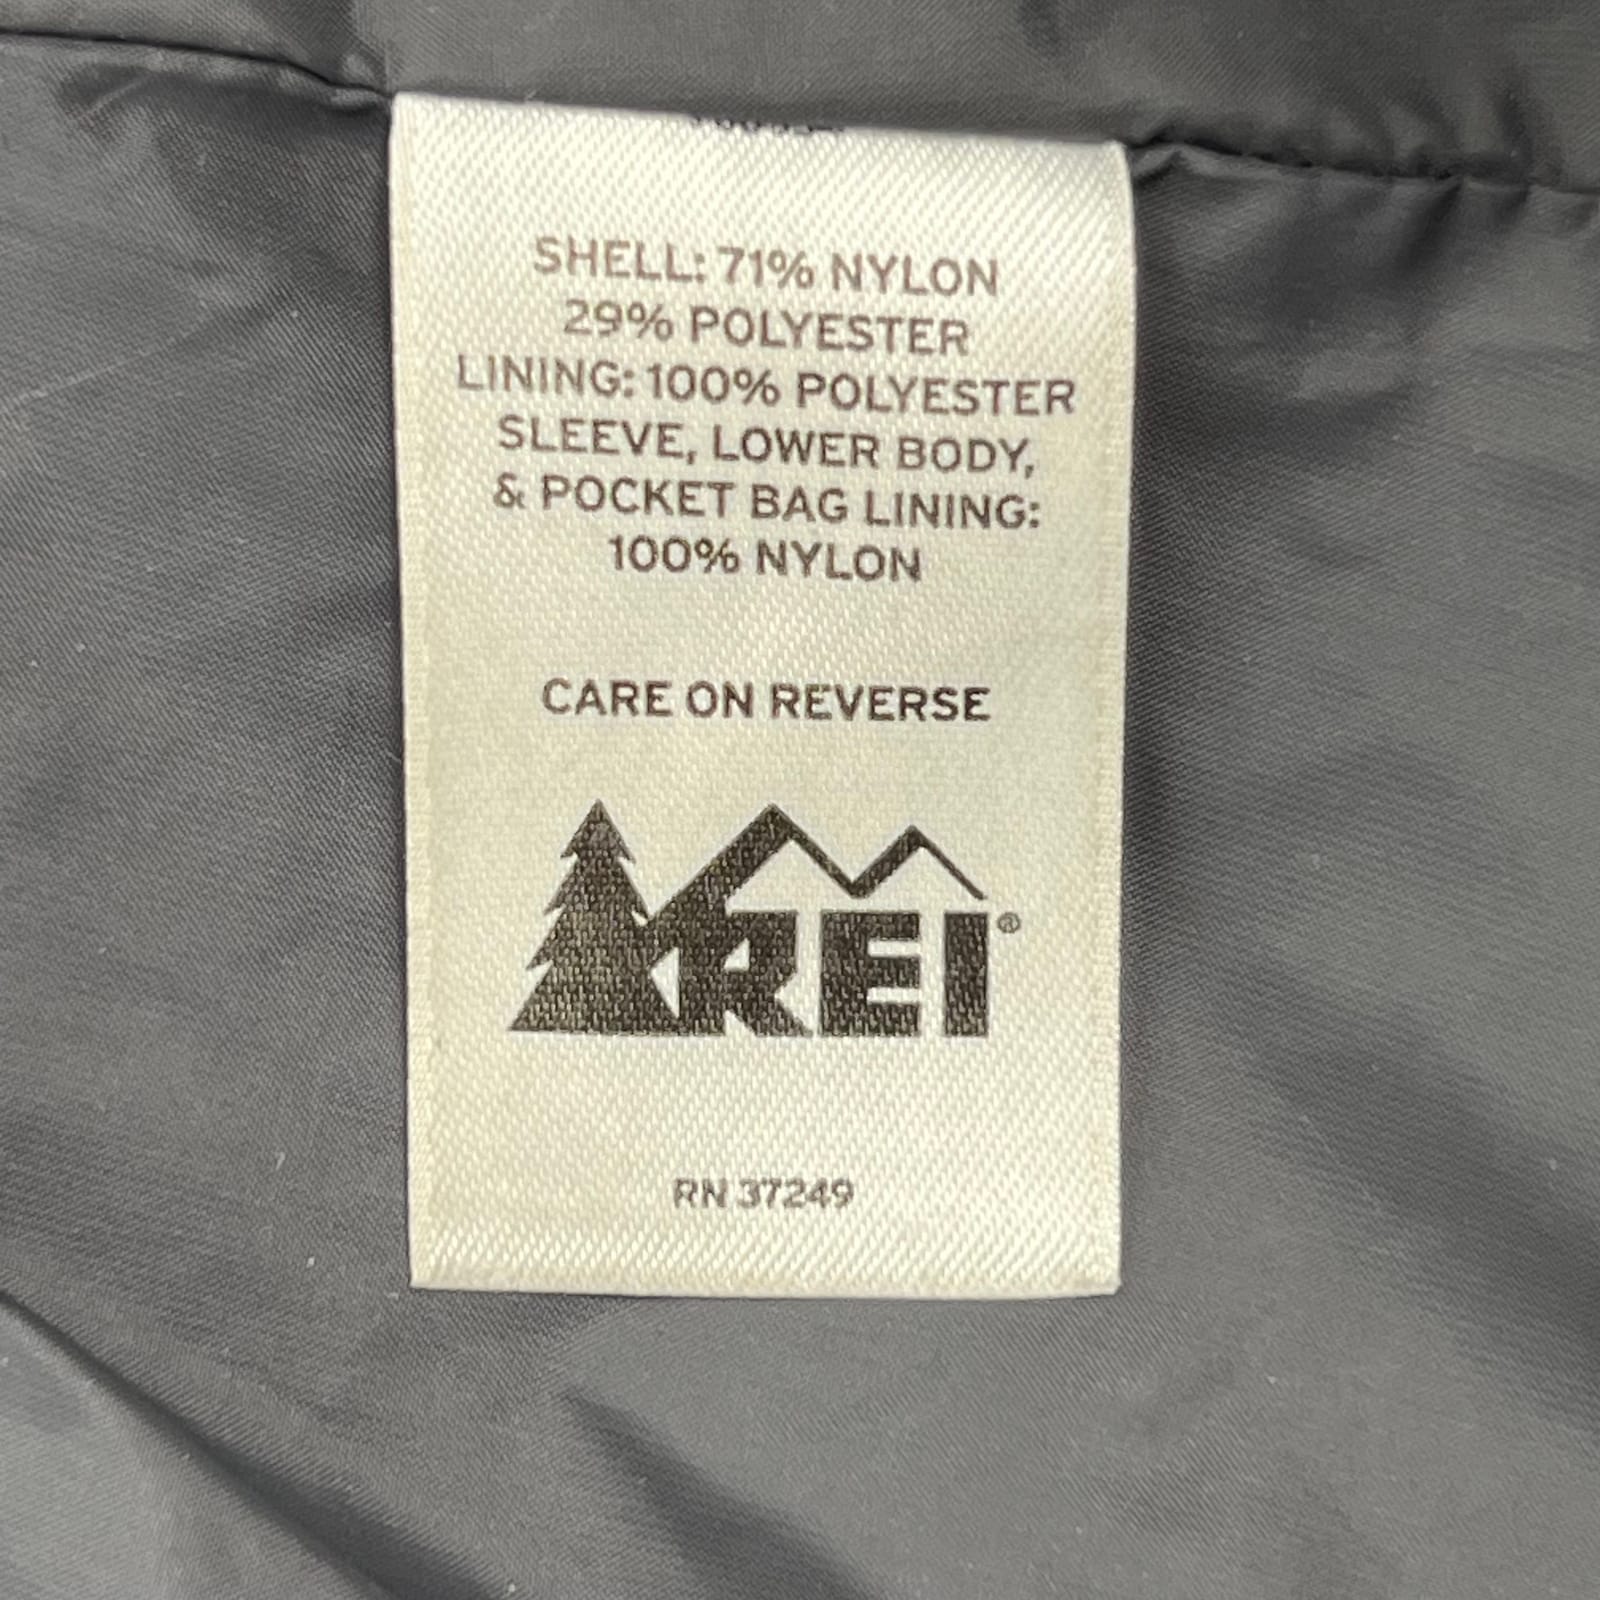 SHELL: 71% NYLON
29% POLYESTER
LINING: 100% POLYESTER
SLEEVE, LOWER BODY,
& POCKET BAG LINING:
100% NYLON
CARE ON REVERSE
REI®
RN 37249